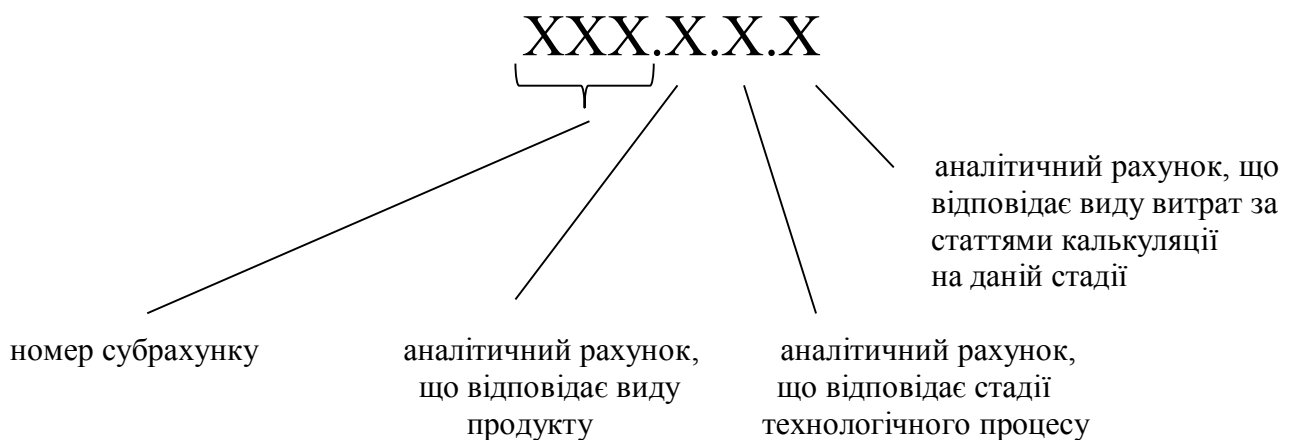 XXX.X.X.X
аналітичний рахунок, що
відповідає виду витрат за
статтями калькуляції
на даній стадії
номер субрахунку
аналітичний рахунок,
що відповідає виду
продукту
аналітичний рахунок,
що відповідає стадії
технологічного процесу